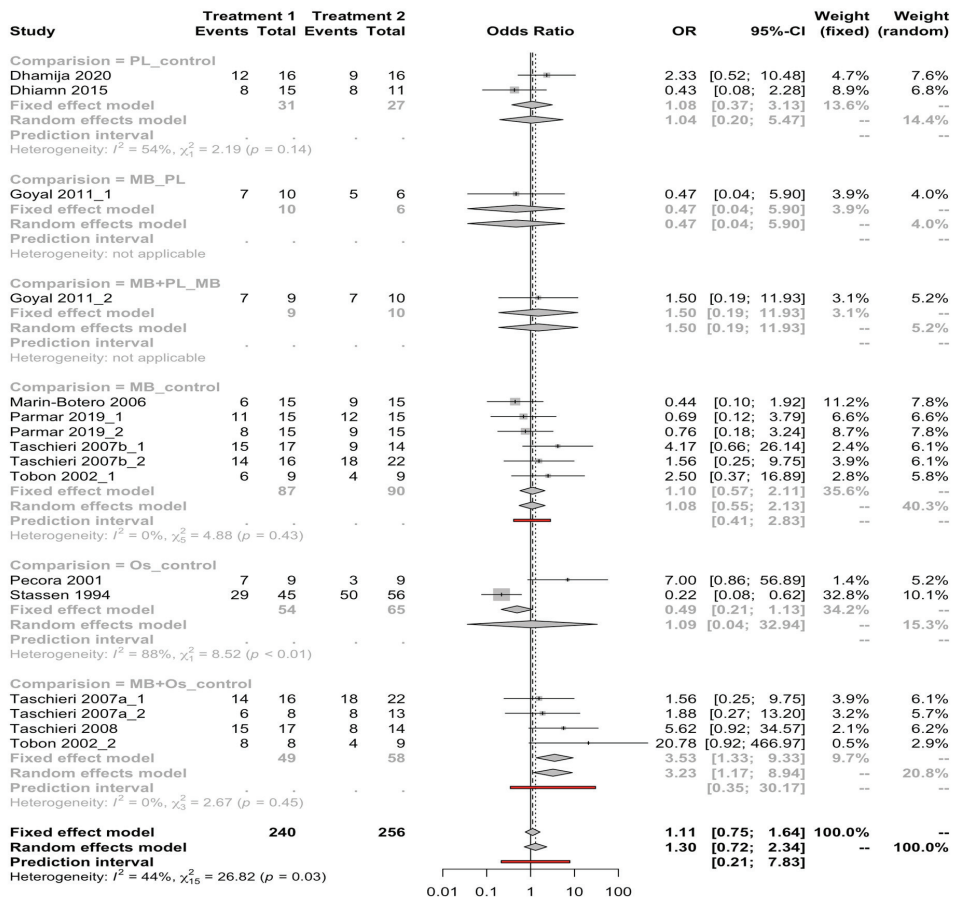 Treatment 1 Treatment 2 Weight Weight
Study Events Total Events Total Odds Ratio OR 95%-CI (fixed) (random)
Comparision = PL_control
Dhamija 2020 12 16 9 16 2.33 [0.52; 10.48] 4.7% 7.6%
Dhiamn 2015 8 15 8 11 0.43 [0.08; 2.28] 8.9% 6.8%
Fixed effect model 31 27 1.08 [0.37; 3.13] 13.6% --
Random effects model . . . . 1.04 [0.20; 5.47] -- 14.4%
Prediction interval . . . . -- --
Heterogeneity: I² = 54%, χ²₁ = 2.19 (p = 0.14)
Comparision = MB_PL
Goyal 2011_1 7 10 5 6 0.47 [0.04; 5.90] 3.9% 4.0%
Fixed effect model 10 6 0.47 [0.04; 5.90] 3.9% --
Random effects model . . . . 0.47 [0.04; 5.90] -- 4.0%
Prediction interval . . . . -- --
Heterogeneity: not applicable
Comparision = MB+PL_MB
Goyal 2011_2 7 9 7 10 1.50 [0.19; 11.93] 3.1% 5.2%
Fixed effect model 9 10 1.50 [0.19; 11.93] 3.1% --
Random effects model . . . . 1.50 [0.19; 11.93] -- 5.2%
Prediction interval . . . . -- --
Heterogeneity: not applicable
Comparision = MB_control
Marin-Botero 2006 6 15 9 15 0.44 [0.10; 1.92] 11.2% 7.8%
Parmar 2019_1 11 15 12 15 0.69 [0.12; 3.79] 6.6% 6.6%
Parmar 2019_2 8 15 9 15 0.76 [0.18; 3.24] 8.7% 7.8%
Taschieri 2007b_1 15 17 9 14 4.17 [0.66; 26.14] 2.4% 6.1%
Taschieri 2007b_2 14 16 18 22 1.56 [0.25; 9.75] 3.9% 6.1%
Tobon 2002_1 6 9 4 9 2.50 [0.37; 16.89] 2.8% 5.8%
Fixed effect model 87 90 1.10 [0.57; 2.11] 35.6% --
Random effects model . . . . 1.08 [0.55; 2.13] -- 40.3%
Prediction interval . . . . [0.41; 2.83] -- --
Heterogeneity: I² = 0%, χ²₅ = 4.88 (p = 0.43)
Comparision = Os_control
Pecora 2001 7 9 3 9 7.00 [0.86; 56.89] 1.4% 5.2%
Stassen 1994 29 45 50 56 0.22 [0.08; 0.62] 32.8% 10.1%
Fixed effect model 54 65 0.49 [0.21; 1.13] 34.2% --
Random effects model . . . . 1.09 [0.04; 32.94] -- 15.3%
Prediction interval . . . . -- --
Heterogeneity: I² = 88%, χ²₁ = 8.52 (p < 0.01)
Comparision = MB+Os_control
Taschieri 2007a_1 14 16 18 22 1.56 [0.25; 9.75] 3.9% 6.1%
Taschieri 2007a_2 6 8 8 13 1.88 [0.27; 13.20] 3.2% 5.7%
Taschieri 2008 15 17 8 14 5.62 [0.92; 34.57] 2.1% 6.2%
Tobon 2002_2 8 8 4 9 20.78 [0.92; 466.97] 0.5% 2.9%
Fixed effect model 49 58 3.53 [1.33; 9.33] 9.7% --
Random effects model . . . . 3.23 [1.17; 8.94] -- 20.8%
Prediction interval . . . . [0.35; 30.17] -- --
Heterogeneity: I² = 0%, χ²₃ = 2.67 (p = 0.45)
Fixed effect model 240 256 1.11 [0.75; 1.64] 100.0% --
Random effects model 1.30 [0.72; 2.34] -- 100.0%
Prediction interval [0.21; 7.83]
Heterogeneity: I² = 44%, χ²₁₅ = 26.82 (p = 0.03)
0.01 0.1 1 10 100